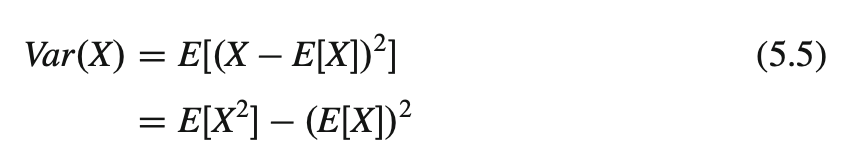 Var(X) = E[(X − E[X])²] (5.5)
= E[X²] − (E[X])²